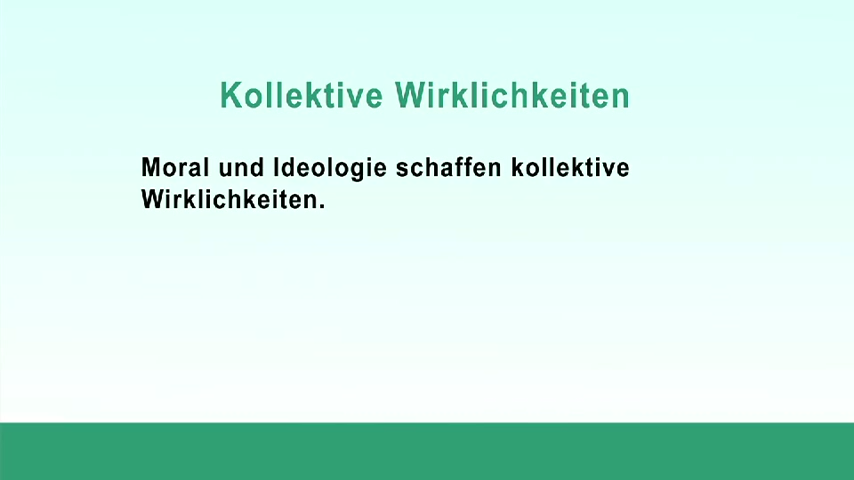 Kollektive Wirklichkeiten
Moral und Ideologie schaffen kollektive
Wirklichkeiten.